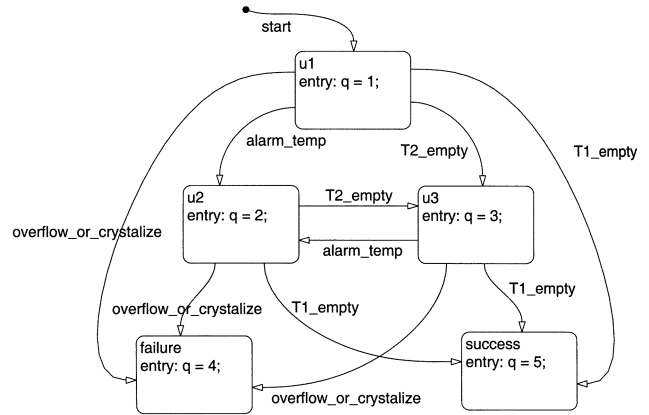 start
u1
entry: q = 1;
alarm_temp
T2_empty
T1_empty
u2
entry: q = 2;
T2_empty
u3
entry: q = 3;
overflow_or_crystalize
alarm_temp
overflow_or_crystalize
T1_empty
T1_empty
failure
entry: q = 4;
success
entry: q = 5;
overflow_or_crystalize